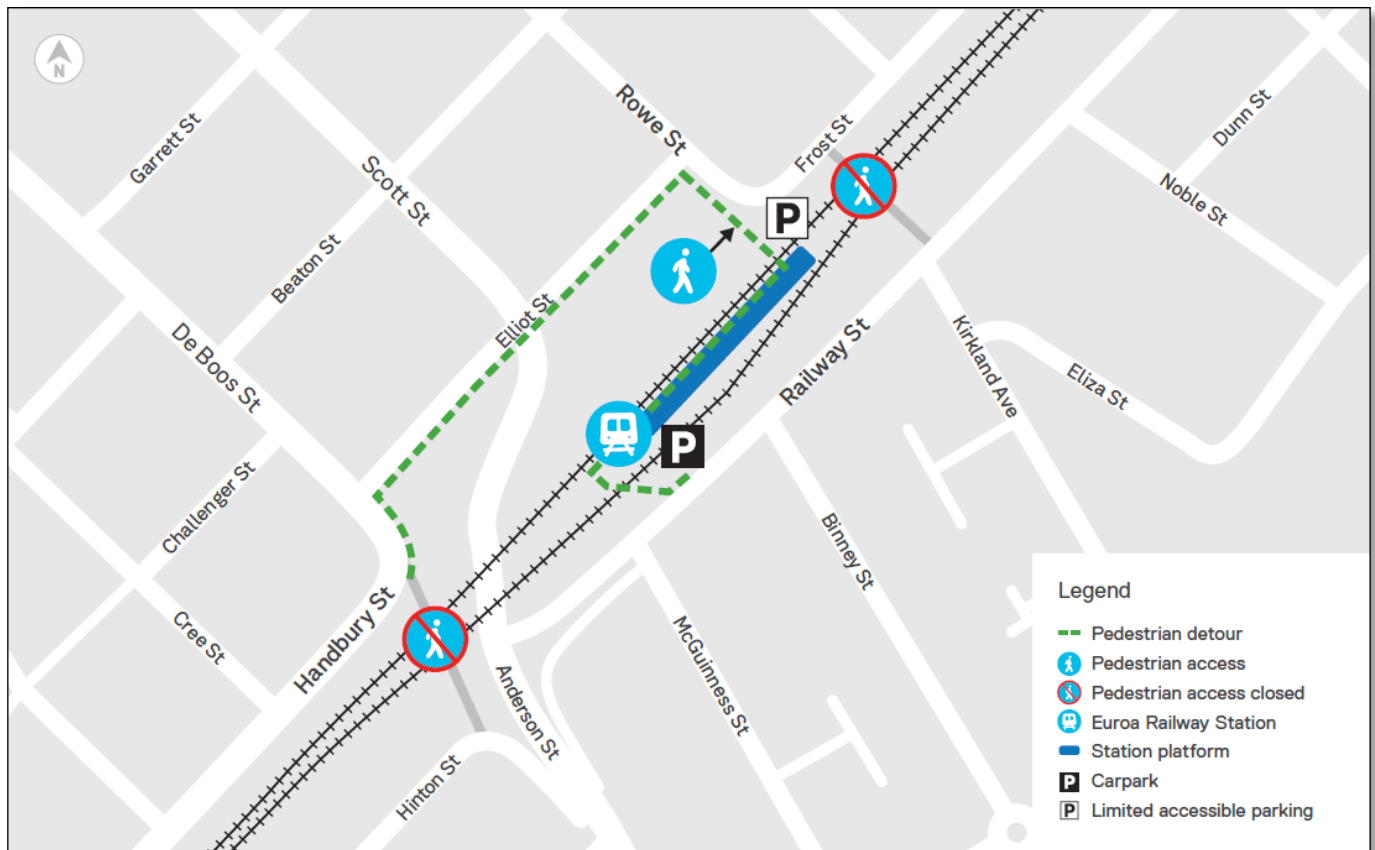 N
Garrett St
Scott St
Rowe St
Frost St
Dunn St
Noble St
Beaton St
De Boos St
Elliot St
P
Railway St
Kirkland Ave
Eliza St
Challenger St
P
Binney St
Cree St
Handbury St
McGuinness St
Anderson St
Hinton St
Legend
Pedestrian detour
Pedestrian access
Pedestrian access closed
Euroa Railway Station
Station platform
P Carpark
P Limited accessible parking